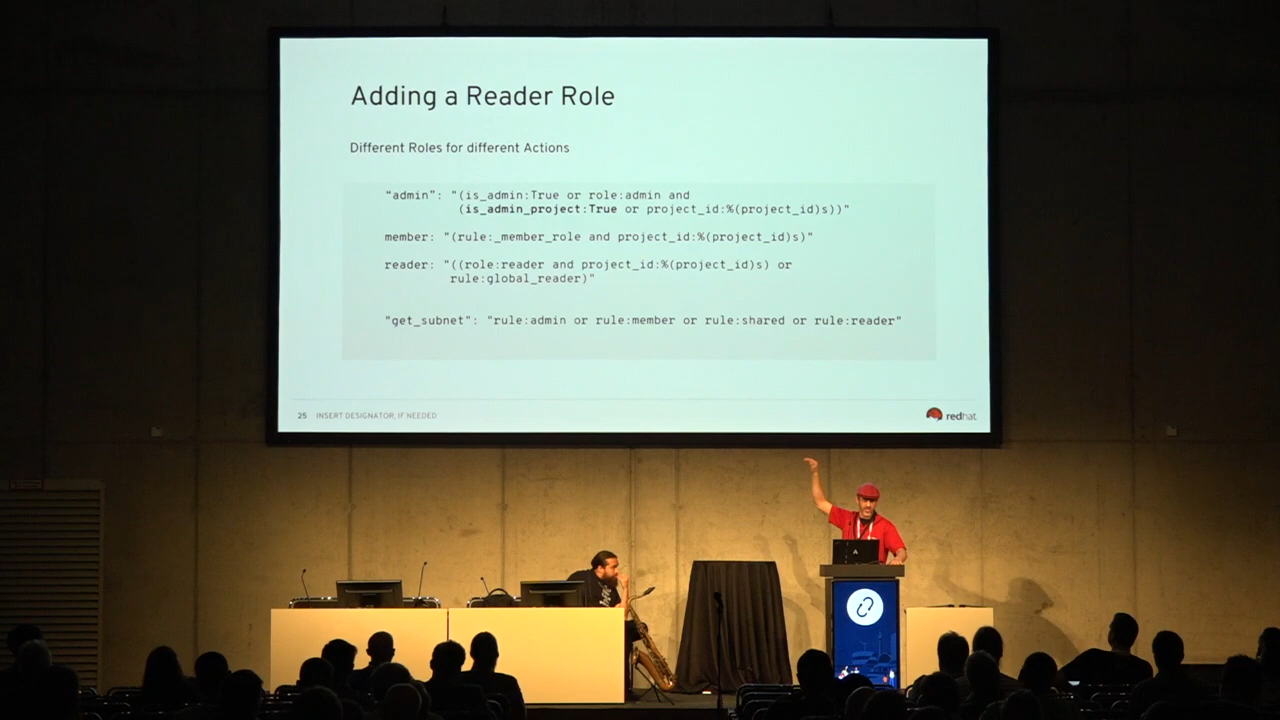 Adding a Reader Role
Different Roles for different Actions
"admin": "(is_admin:True or role:admin and
(is_admin_project:True or project_id:%(project_id)s))"
member: "(rule:_member_role and project_id:%(project_id)s)"
reader: "((role:reader and project_id:%(project_id)s) or
rule:global_reader)"
"get_subnet": "rule:admin or rule:member or rule:shared or rule:reader"
25 INSERT DESIGNATOR, IF NEEDED
redhat.